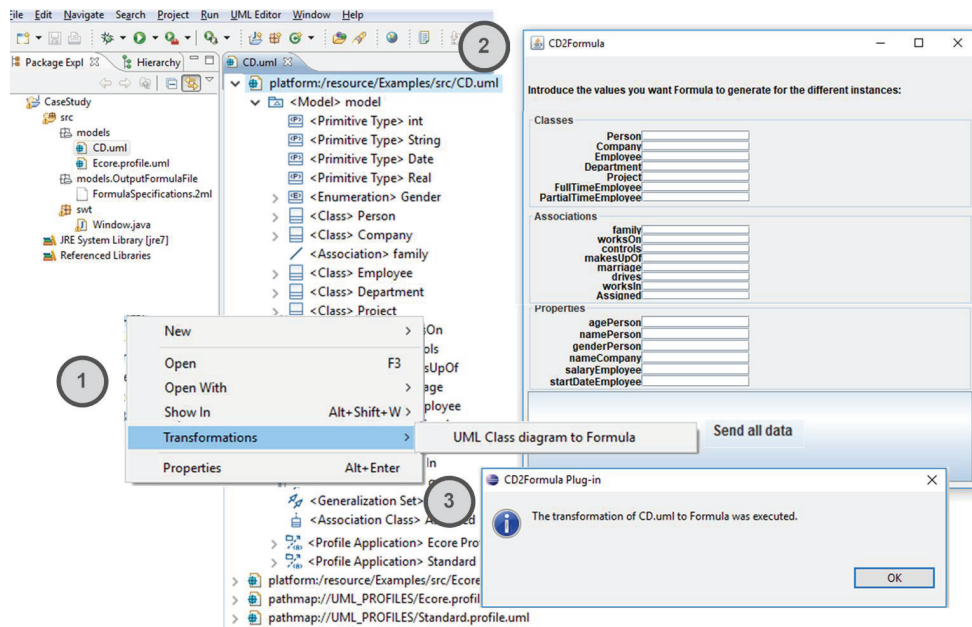 File Edit Navigate Search Project Run UML Editor Window Help
Package Expl
Hierarchy
CaseStudy
src
models
CD.uml
Ecore.profile.uml
models.OutputFormulaFile
FormulaSpecifications.2ml
swt
Window.java
JRE System Library [jre7]
Referenced Libraries
CD.uml
platform:/resource/Examples/src/CD.uml
<Model> model
<Primitive Type> int
<Primitive Type> String
<Primitive Type> Date
<Primitive Type> Real
<Enumeration> Gender
<Class> Person
<Class> Company
<Association> family
<Class> Employee
<Class> Department
<Class> Project
sOn
ols
sUpOf
age
ployee
In
<Generalization Set>
<Association Class>
<Profile Application> Ecore Pro
<Profile Application> Standard
platform:/resource/Examples/src/Ecore
pathmap://UML_PROFILES/Ecore.profil
pathmap://UML_PROFILES/Standard.profile.uml
1
New
Open F3
Open With
Show In Alt+Shift+W
Transformations
Properties Alt+Enter
UML Class diagram to Formula
2
CD2Formula
Introduce the values you want Formula to generate for the different instances:
Classes
Person
Company
Employee
Department
Project
FullTimeEmployee
PartialTimeEmployee
Associations
family
worksOn
controls
makesUpOf
marriage
drives
worksIn
Assigned
Properties
agePerson
namePerson
genderPerson
nameCompany
salaryEmployee
startDateEmployee
Send all data
3
CD2Formula Plug-in
The transformation of CD.uml to Formula was executed.
OK